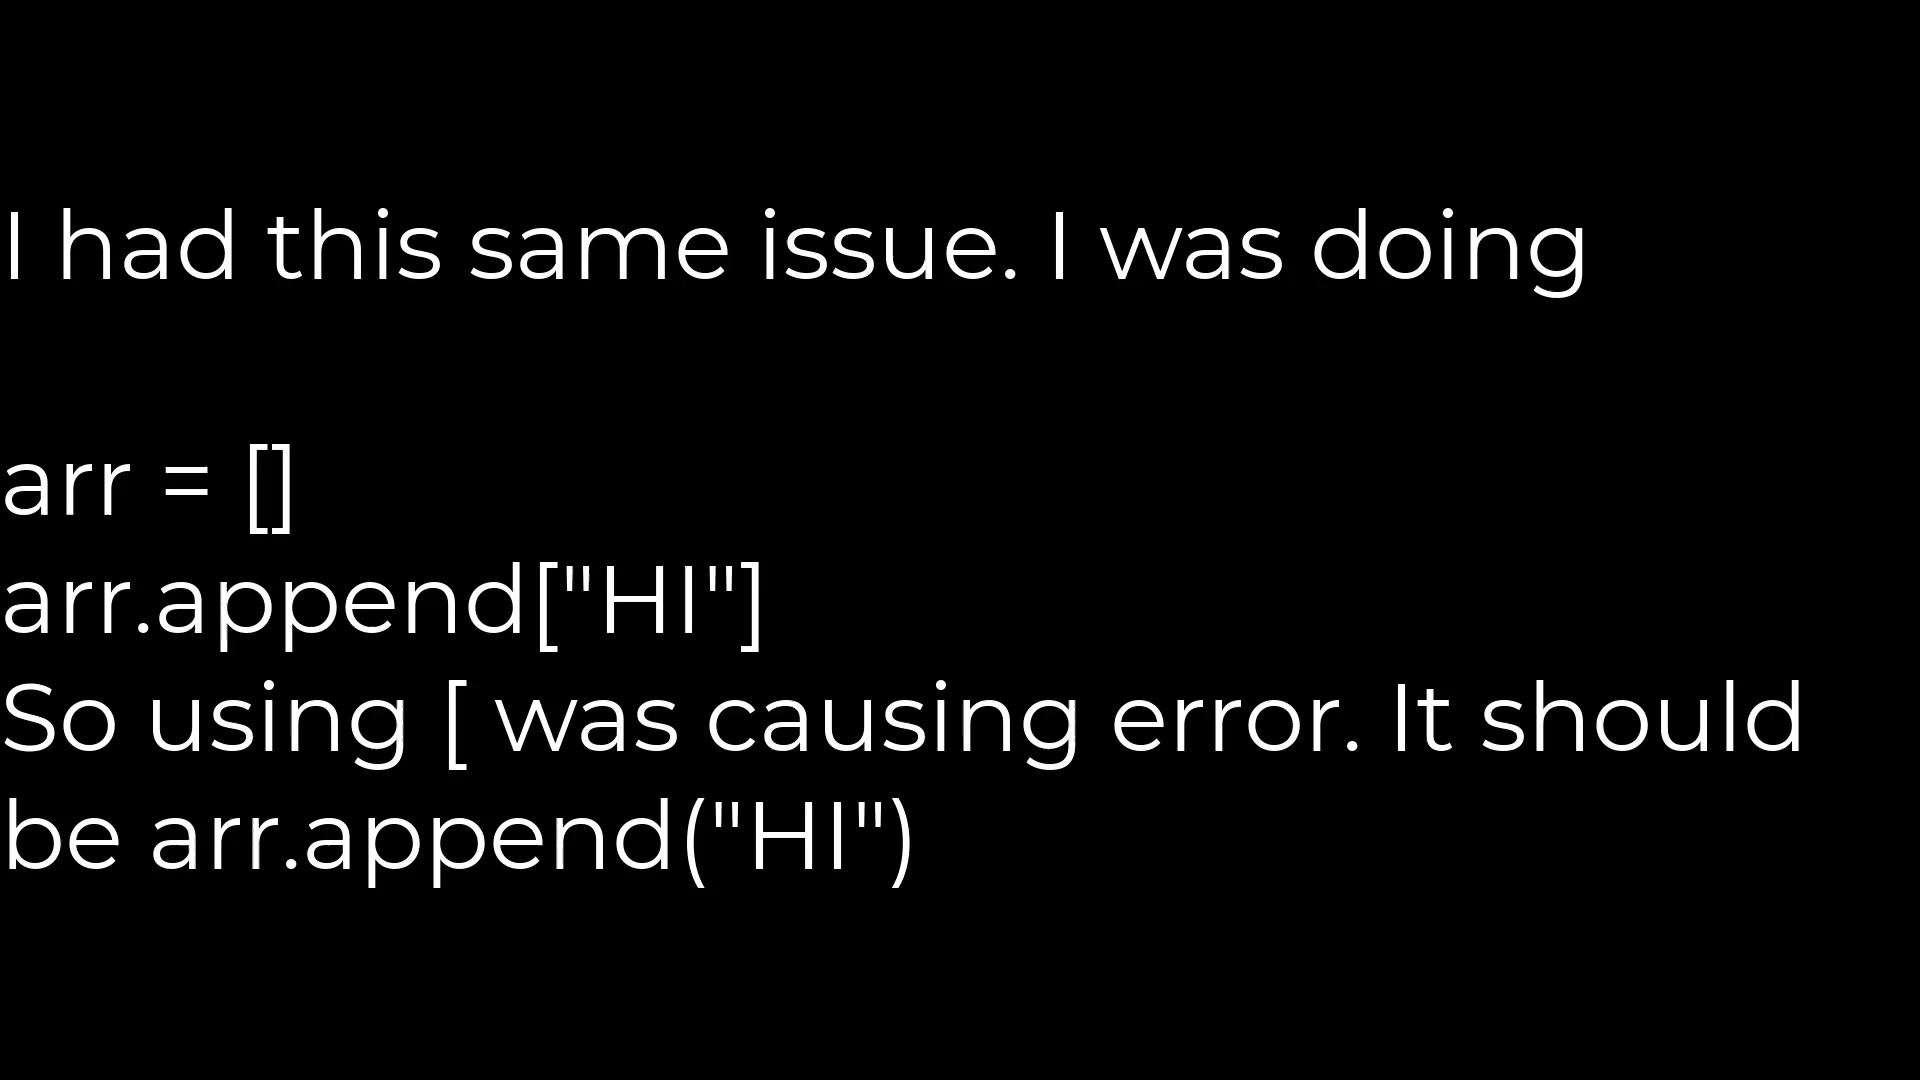 I had this same issue. I was doing
arr = []
arr.append["HI"]
So using [ was causing error. It should
be arr.append("HI")